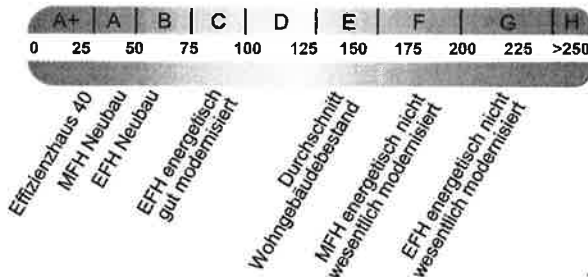 A+ A B C D E F G H
0 25 50 75 100 125 150 175 200 225 >250
Effizienzhaus 40
MFH Neubau
EFH Neubau
EFH energetisch
gut modernisiert
Durchschnitt
Wohngebäudebestand
MFH energetisch nicht
wesentlich modernisiert
EFH energetisch nicht
wesentlich modernisiert